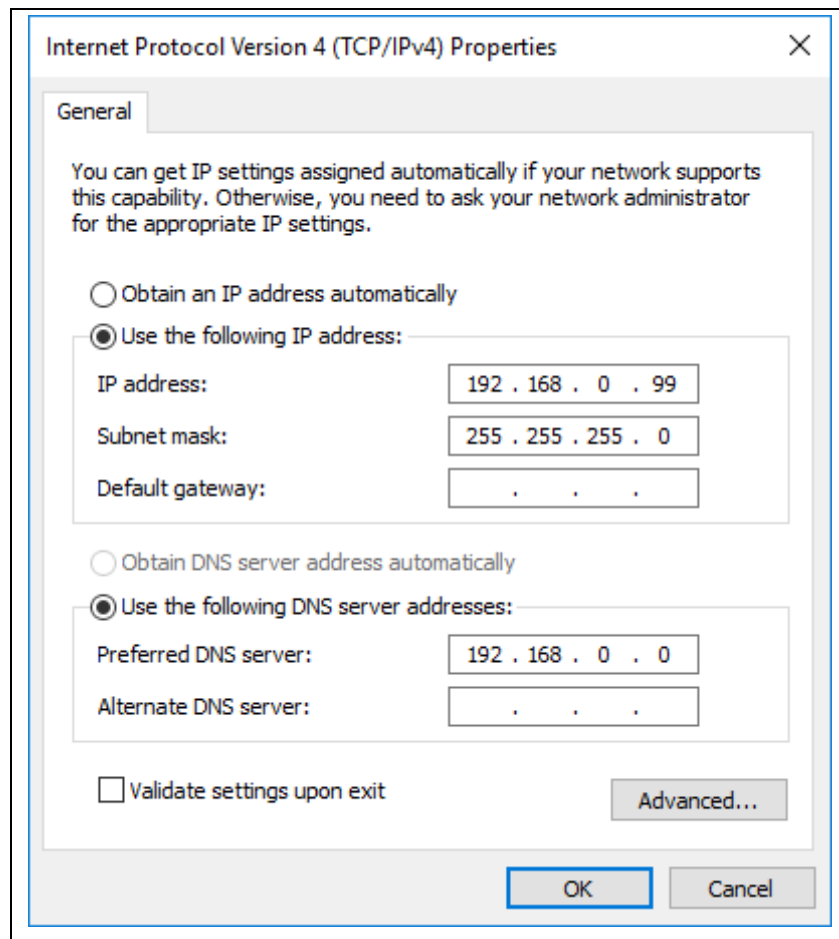 Internet Protocol Version 4 (TCP/IPv4) Properties
General
You can get IP settings assigned automatically if your network supports
this capability. Otherwise, you need to ask your network administrator
for the appropriate IP settings.
Obtain an IP address automatically
Use the following IP address:
IP address: 192 . 168 . 0 . 99
Subnet mask: 255 . 255 . 255 . 0
Default gateway: . . .
Obtain DNS server address automatically
Use the following DNS server addresses:
Preferred DNS server: 192 . 168 . 0 . 0
Alternate DNS server: . . .
Validate settings upon exit
Advanced...
OK Cancel